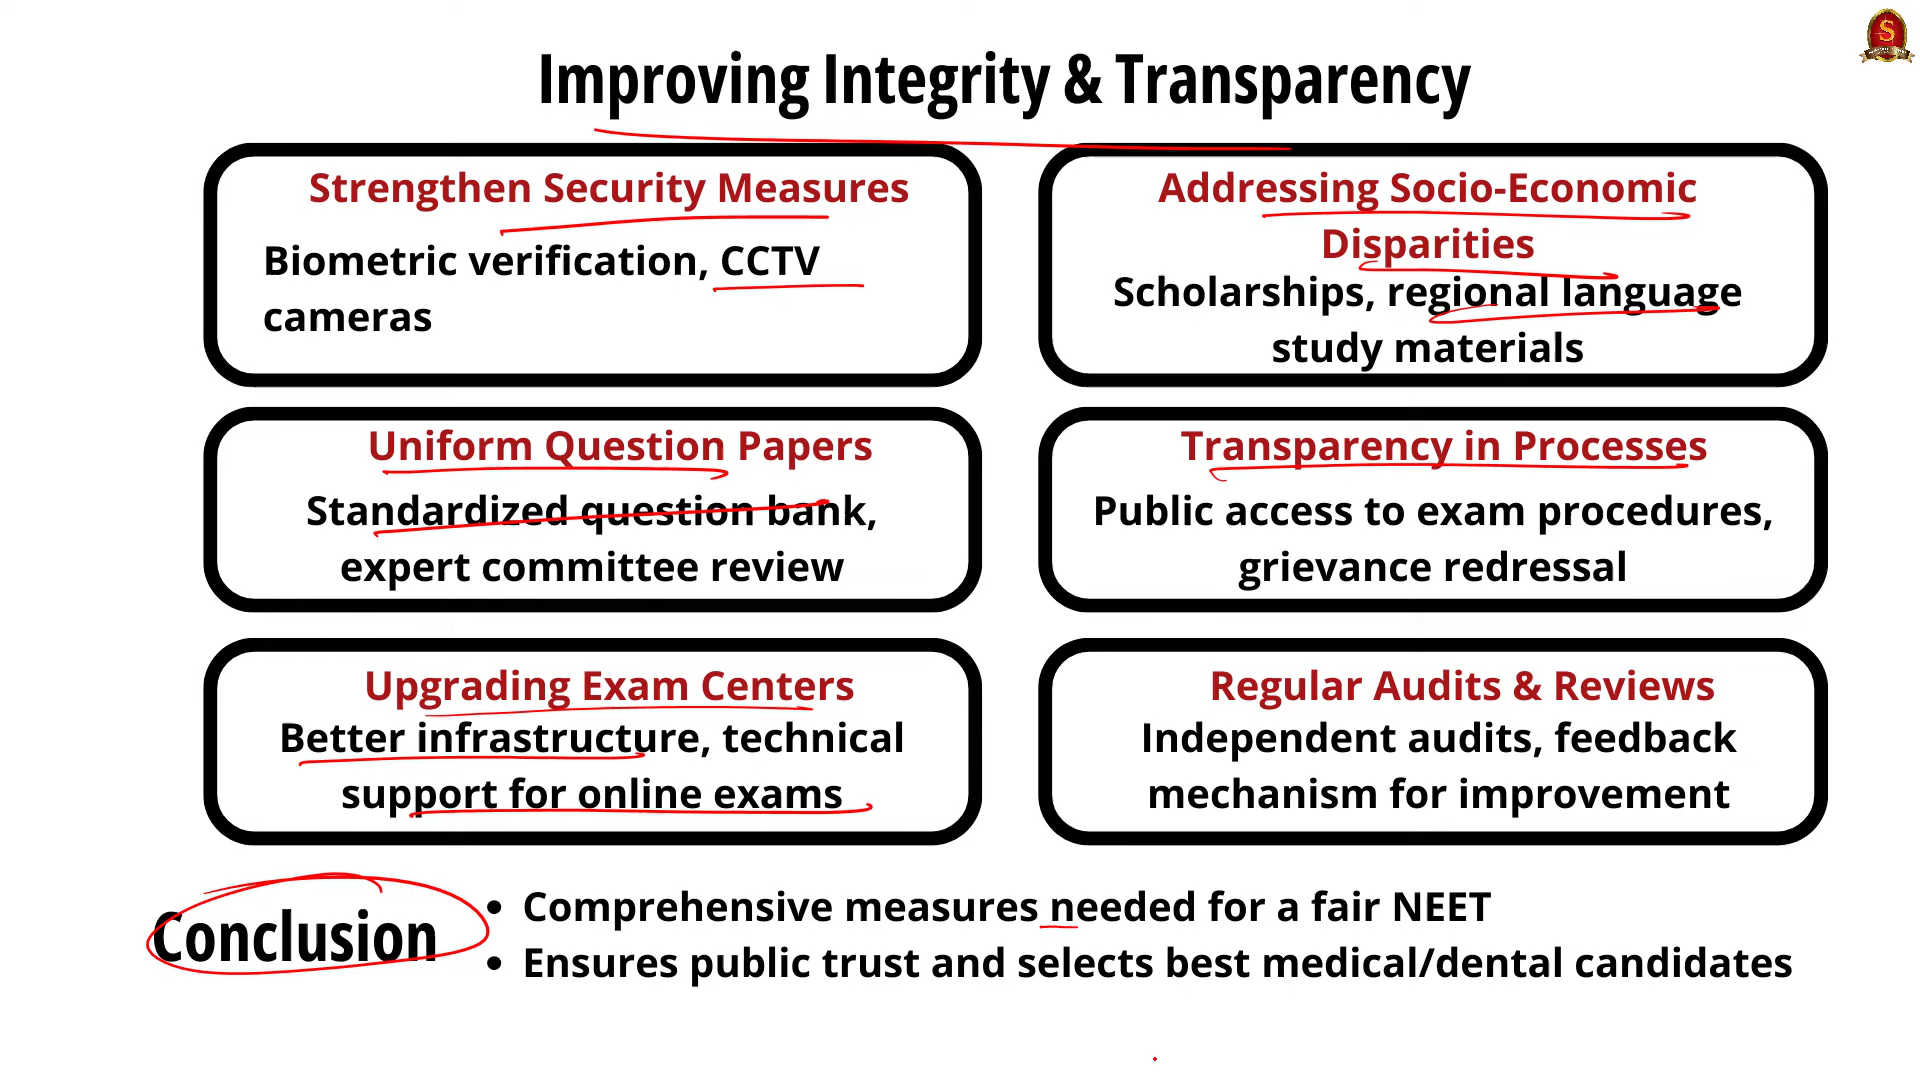 Improving Integrity & Transparency
Strengthen Security Measures
Biometric verification, CCTV
cameras
Addressing Socio-Economic
Disparities
Scholarships, regional language
study materials
Uniform Question Papers
Standardized question bank,
expert committee review
Transparency in Processes
Public access to exam procedures,
grievance redressal
Upgrading Exam Centers
Better infrastructure, technical
support for online exams
Regular Audits & Reviews
Independent audits, feedback
mechanism for improvement
Conclusion
• Comprehensive measures needed for a fair NEET
• Ensures public trust and selects best medical/dental candidates
S